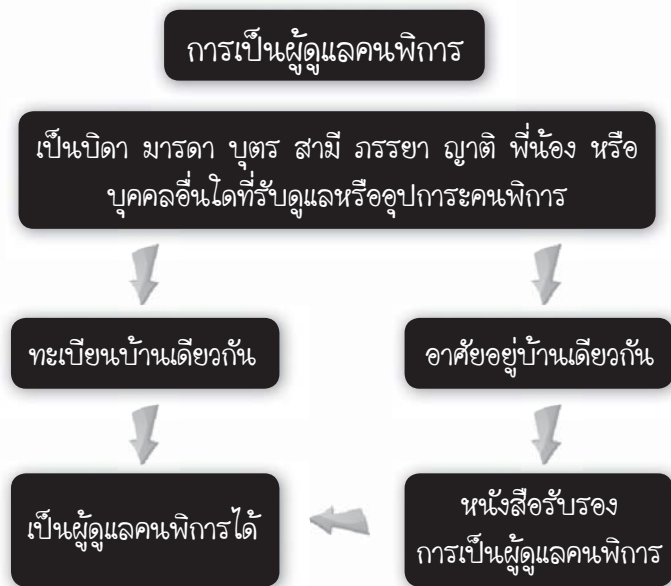 การเป็นผู้ดูแลคนพิการ
เป็นบิดา มารดา บุตร สามี ภรรยา ญาติ พี่น้อง หรือ
บุคคลอื่นใดที่รับดูแลหรืออุปการะคนพิการ
ทะเบียนบ้านเดียวกัน
อาศัยอยู่บ้านเดียวกัน
เป็นผู้ดูแลคนพิการได้
หนังสือรับรอง
การเป็นผู้ดูแลคนพิการ